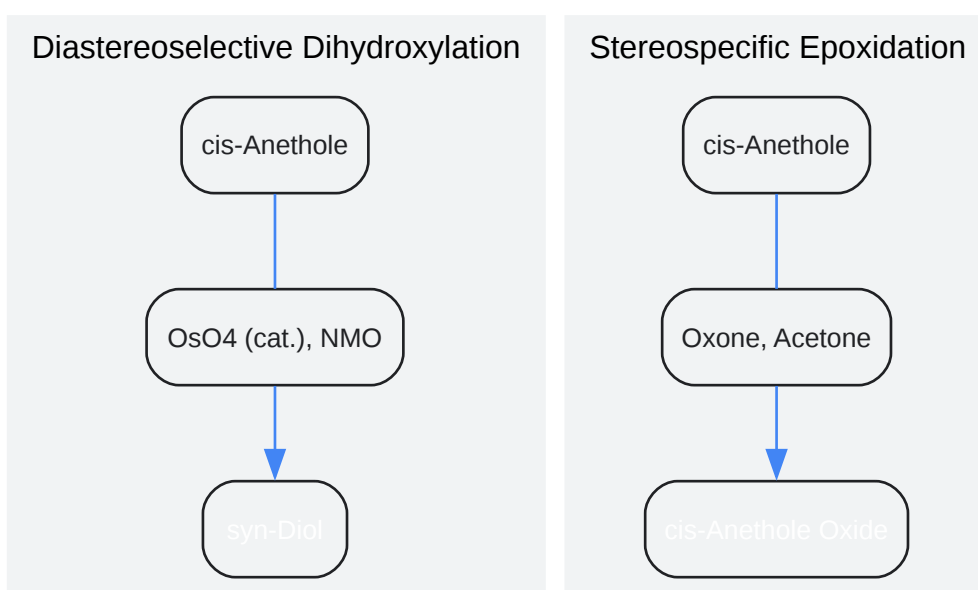 Diastereoselective Dihydroxylation
cis-Anethole
OsO4 (cat.), NMO
syn-Diol
Stereospecific Epoxidation
cis-Anethole
Oxone, Acetone
cis-Anethole Oxide